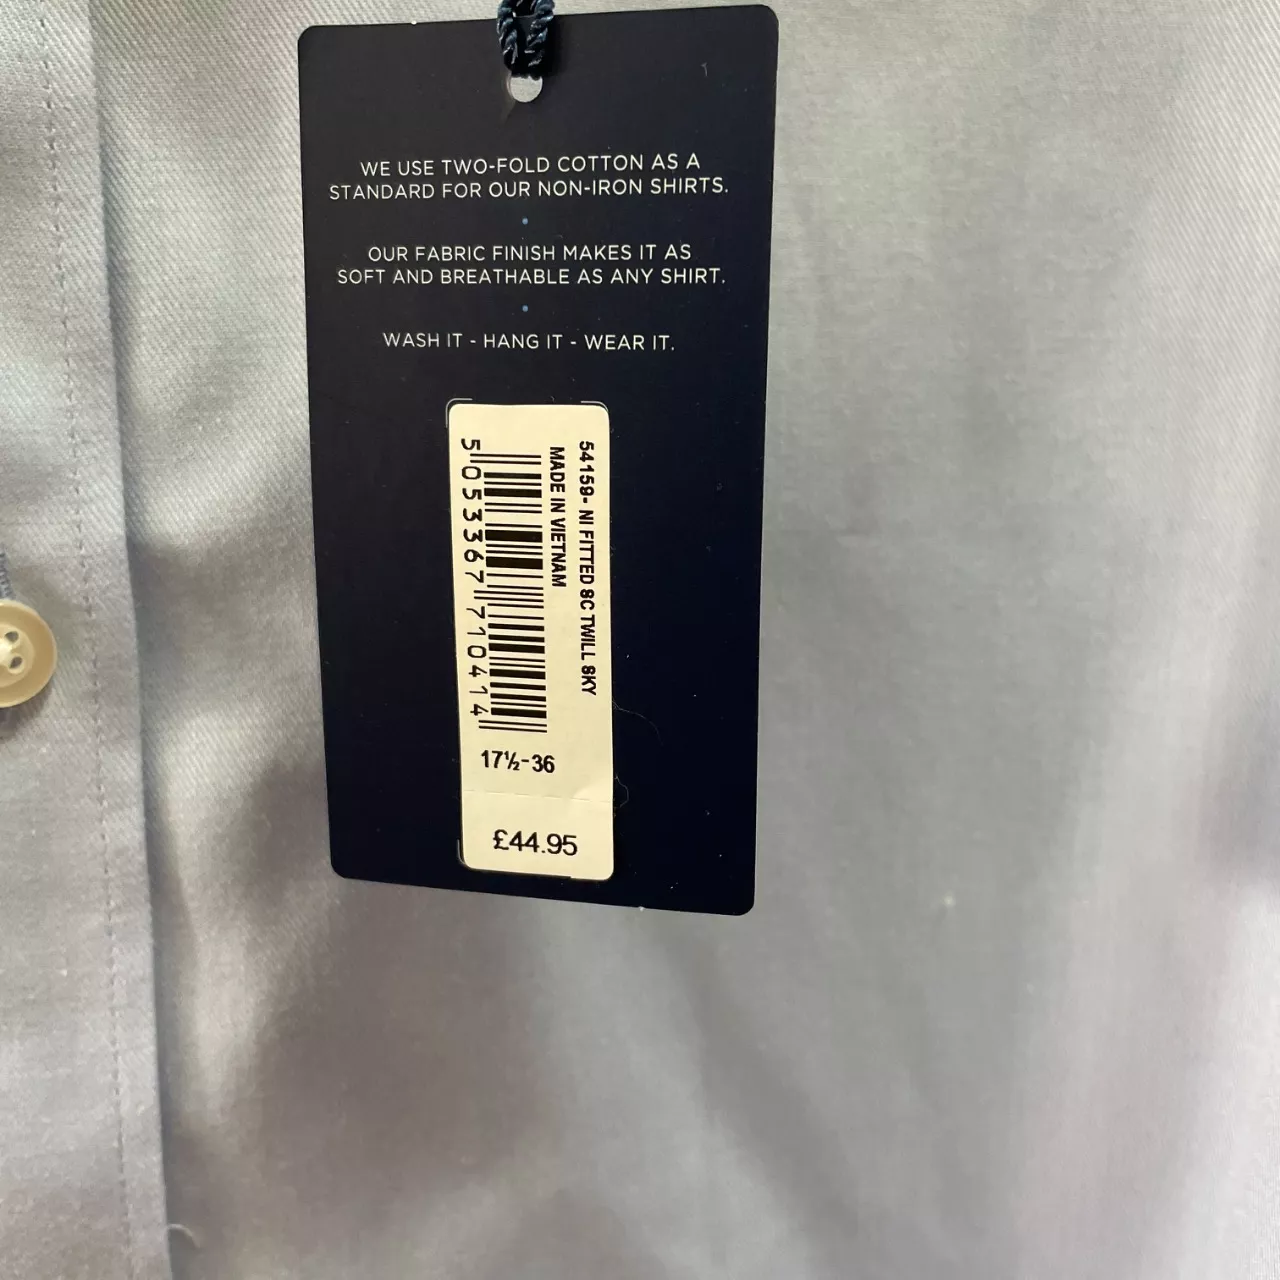 WE USE TWO-FOLD COTTON AS A
STANDARD FOR OUR NON-IRON SHIRTS.
OUR FABRIC FINISH MAKES IT AS
SOFT AND BREATHABLE AS ANY SHIRT.
WASH IT - HANG IT - WEAR IT.
54159- NI FITTED SC TWILL SKY
MADE IN VIETNAM
5 053367 710414
17½-36
£44.95